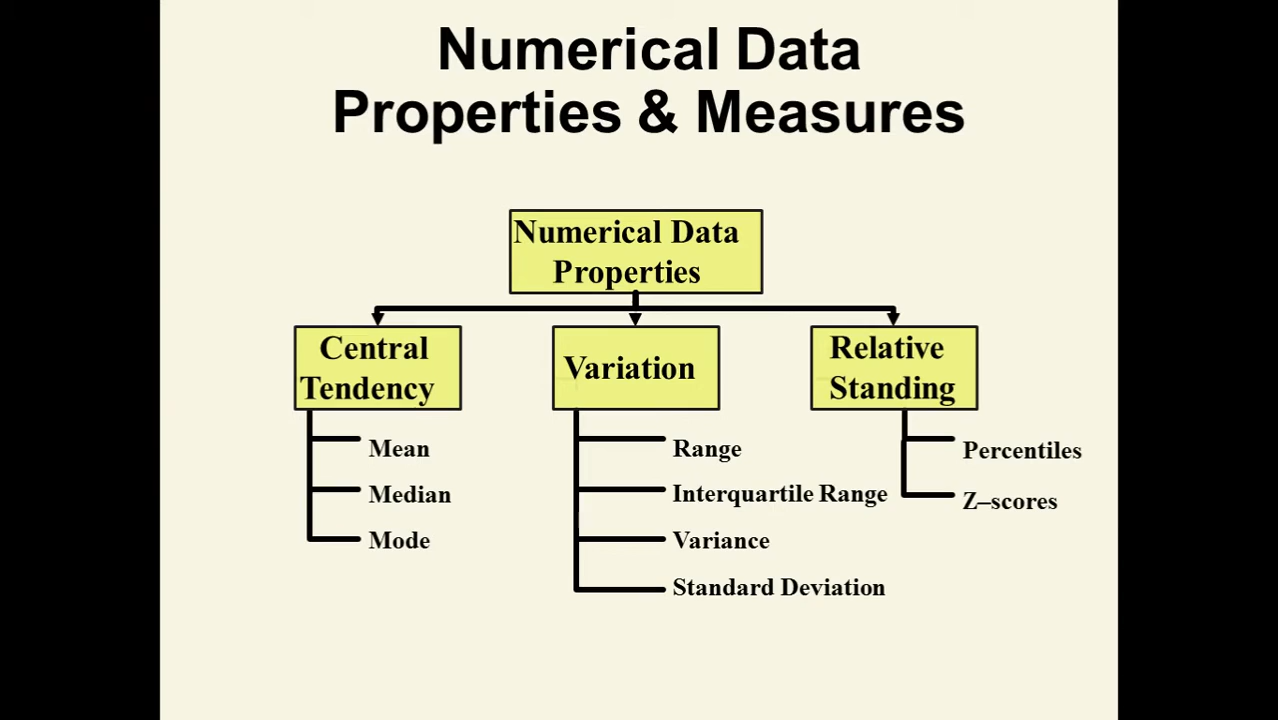 Numerical Data
Properties & Measures
Numerical Data
Properties
Central
Tendency
Mean
Median
Mode
Variation
Range
Interquartile Range
Variance
Standard Deviation
Relative
Standing
Percentiles
Z–scores